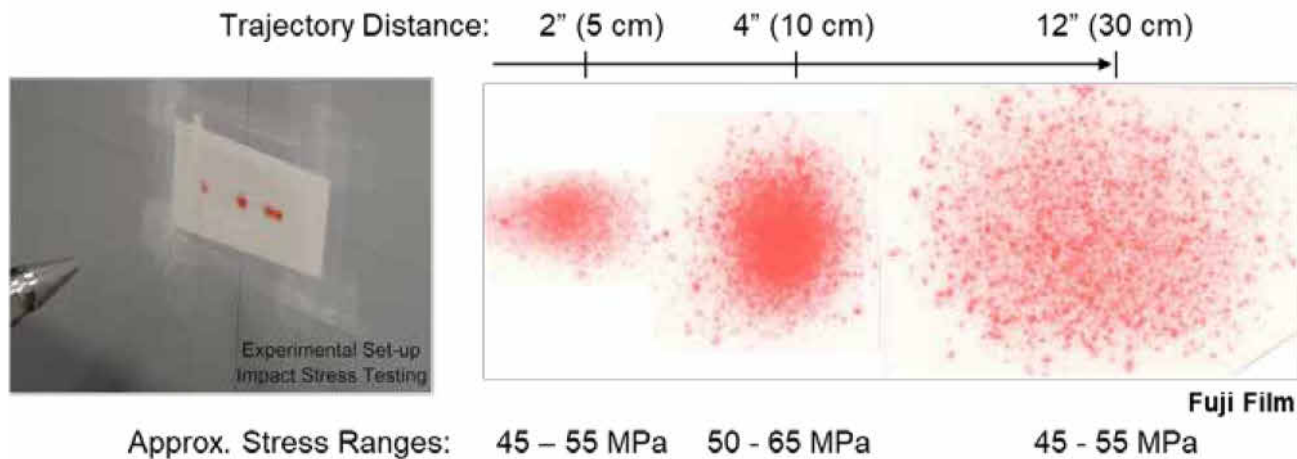 Trajectory Distance: 2” (5 cm) 4” (10 cm) 12” (30 cm)
Experimental Set-up
Impact Stress Testing
Fuji Film
Approx. Stress Ranges: 45 – 55 MPa 50 - 65 MPa 45 - 55 MPa